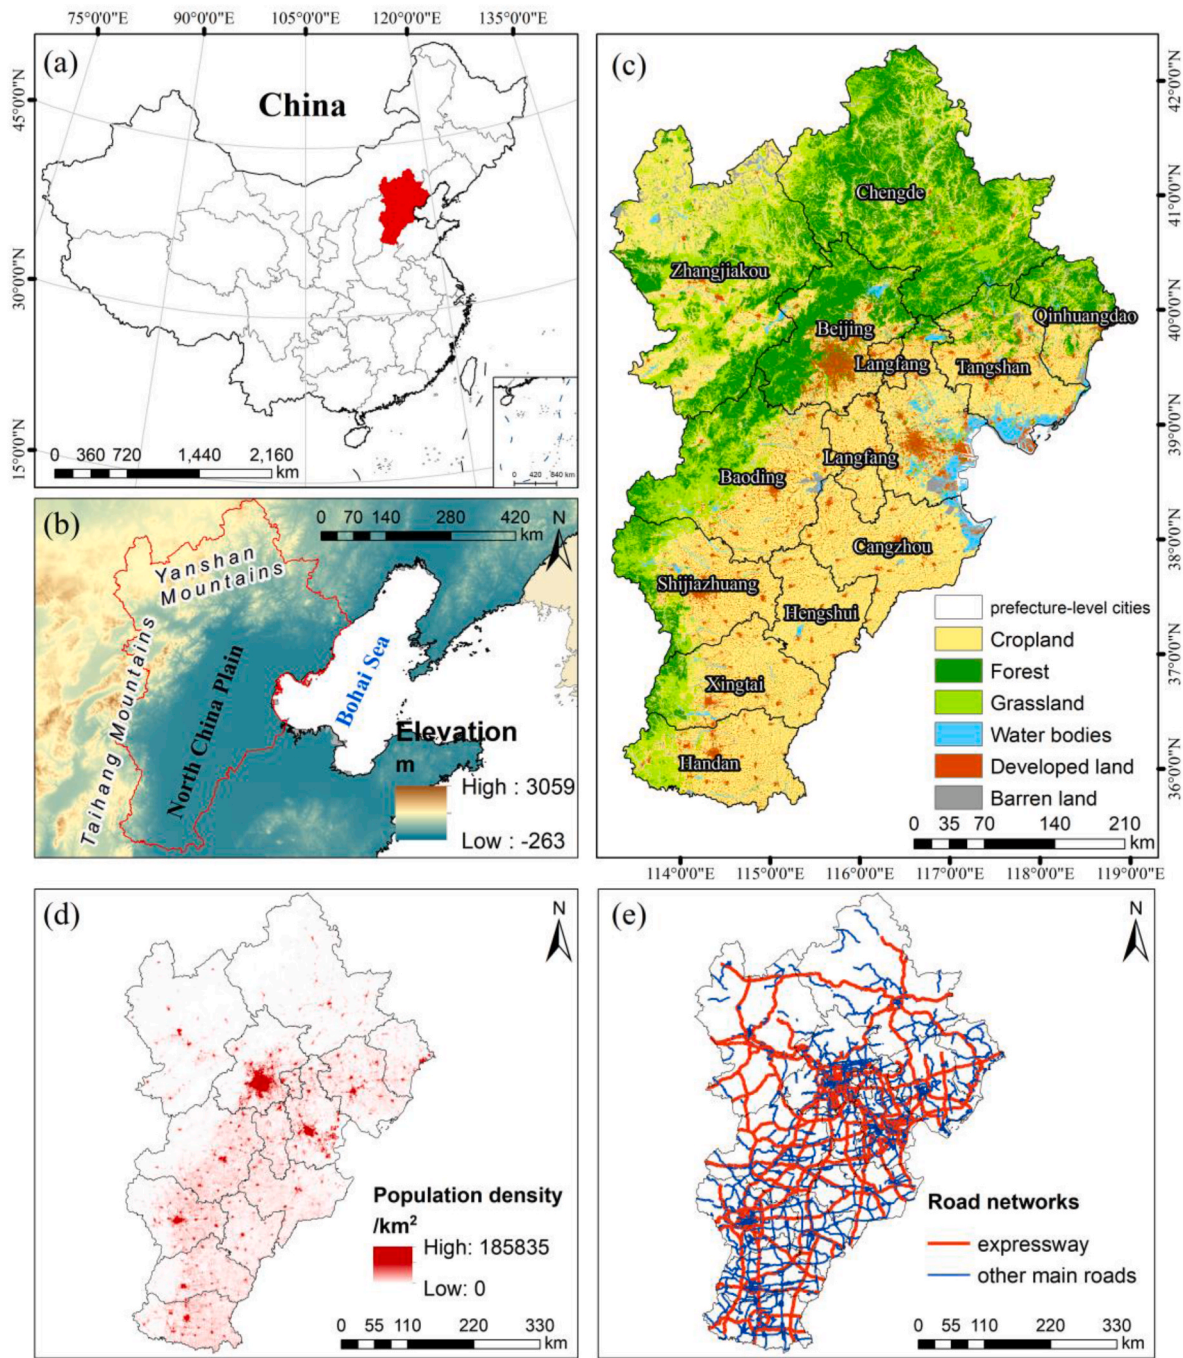 75°0'0"E
90°0'0"E
105°0'0"E
120°0'0"E
135°0'0"E
(a)
China
45°0'0"N
30°0'0"N
15°0'0"N
0 360 720 1,440 2,160
km
0 420 840 km
(b)
0 70 140 280 420
km
N
Yanshan
Mountains
Taihang Mountains
North China Plain
Bohai Sea
Elevation
m
High : 3059
Low : -263
(c)
Chengde
Zhangjiakou
Qinhuangdao
Beijing
Langfang
Tangshan
Langfang
Baoding
Cangzhou
Shijiazhuang
Hengshui
Xingtai
Handan
prefecture-level cities
Cropland
Forest
Grassland
Water bodies
Developed land
Barren land
0 35 70 140 210
km
42°0'0"N
41°0'0"N
40°0'0"N
39°0'0"N
38°0'0"N
37°0'0"N
36°0'0"N
114°0'0"E
115°0'0"E
116°0'0"E
117°0'0"E
118°0'0"E
119°0'0"E
(d)
N
Population density
/km²
High: 185835
Low: 0
0 55 110 220 330
km
(e)
N
Road networks
expressway
other main roads
0 55 110 220 330
km